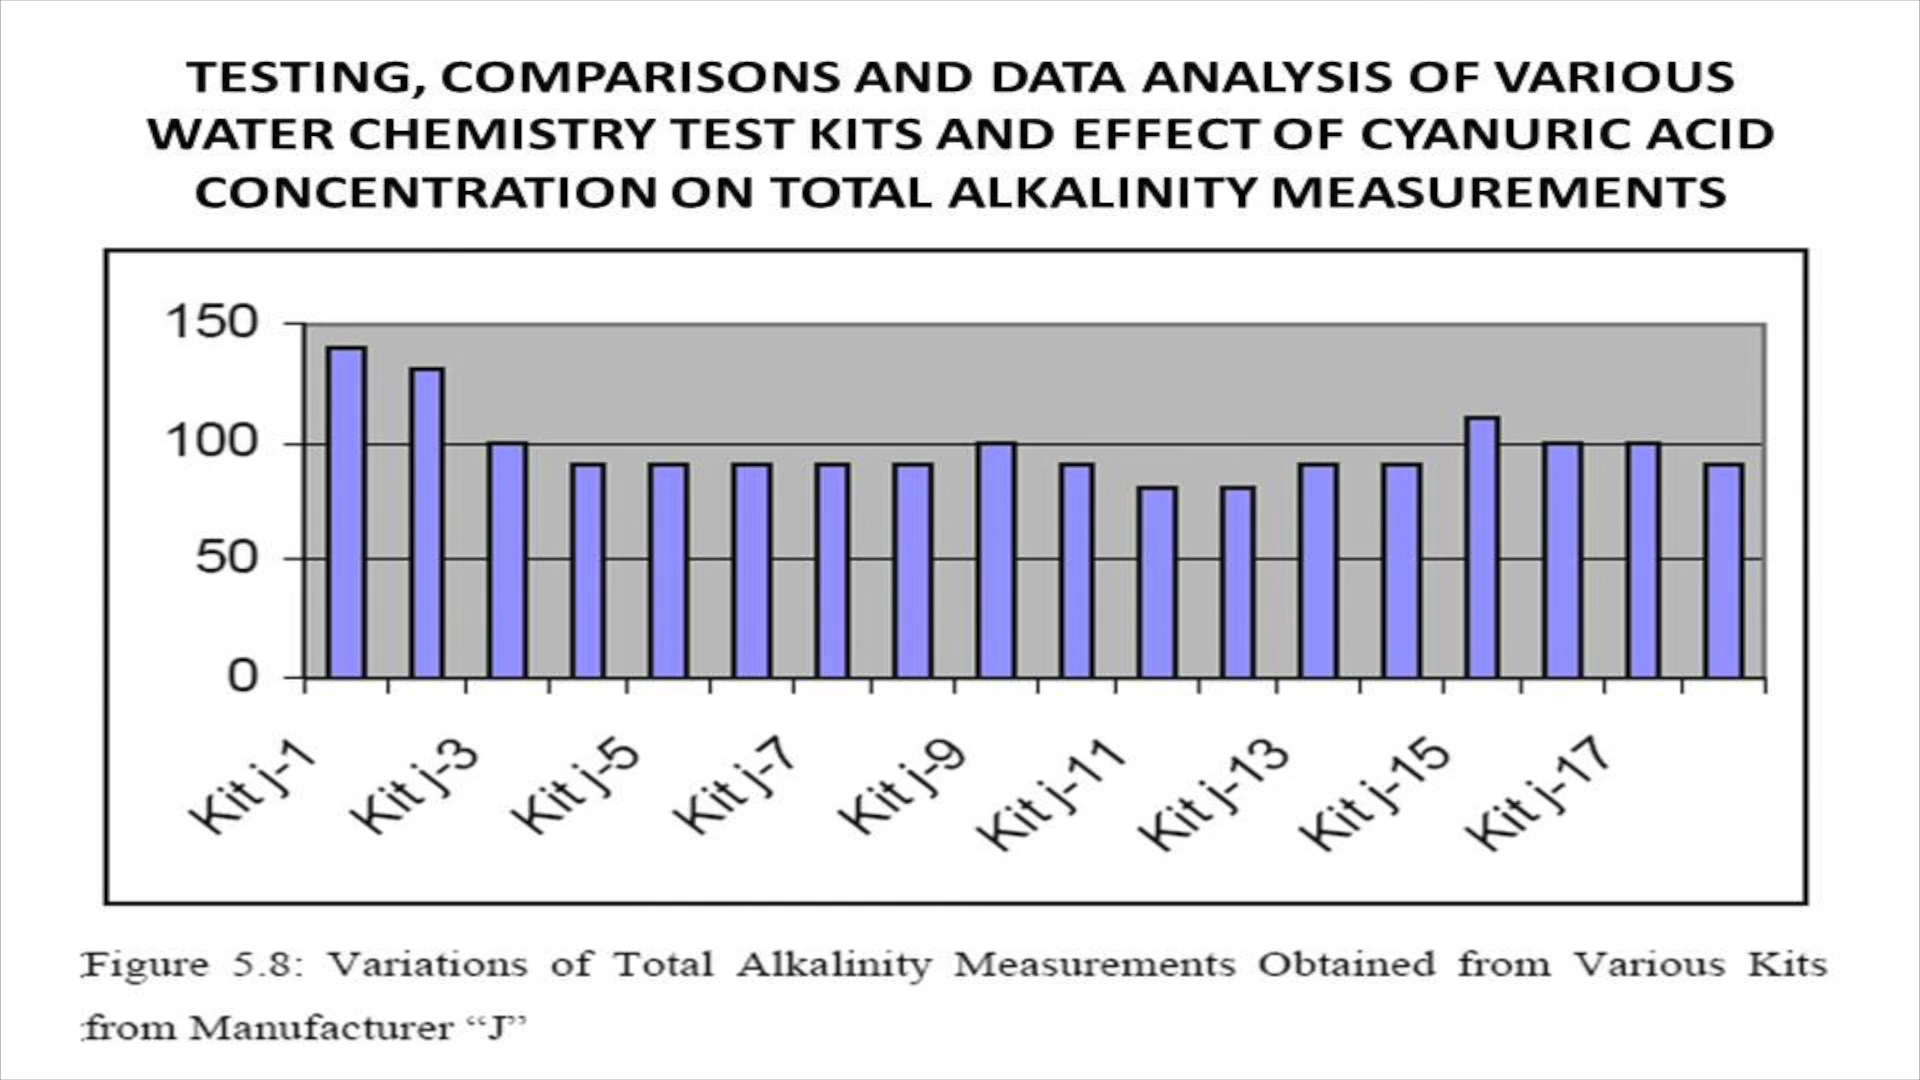 TESTING, COMPARISONS AND DATA ANALYSIS OF VARIOUS
WATER CHEMISTRY TEST KITS AND EFFECT OF CYANURIC ACID
CONCENTRATION ON TOTAL ALKALINITY MEASUREMENTS
150
100
50
0
Kit j-1
Kit j-3
Kit j-5
Kit j-7
Kit j-9
Kit j-11
Kit j-13
Kit j-15
Kit j-17
Figure 5.8: Variations of Total Alkalinity Measurements Obtained from Various Kits
from Manufacturer “J”